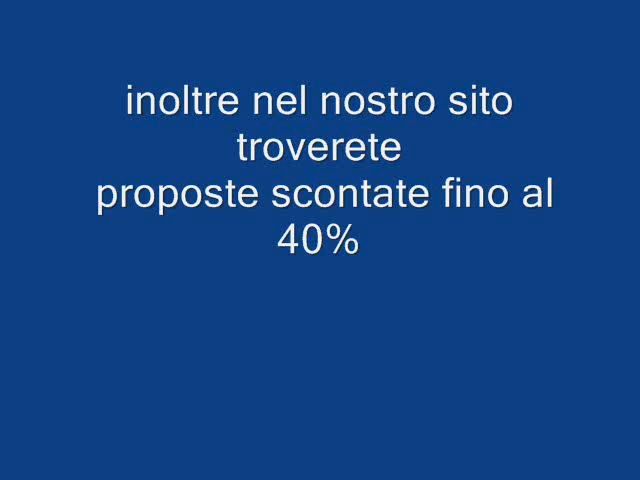 inoltre nel nostro sito
troverete
proposte scontate fino al
40%